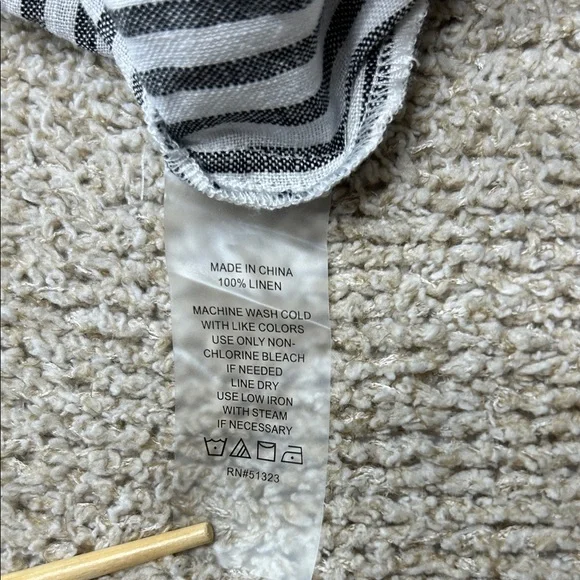 MADE IN CHINA
100% LINEN
MACHINE WASH COLD
WITH LIKE COLORS
USE ONLY NON-
CHLORINE BLEACH
IF NEEDED
LINE DRY
USE LOW IRON
WITH STEAM
IF NECESSARY
RN#51323